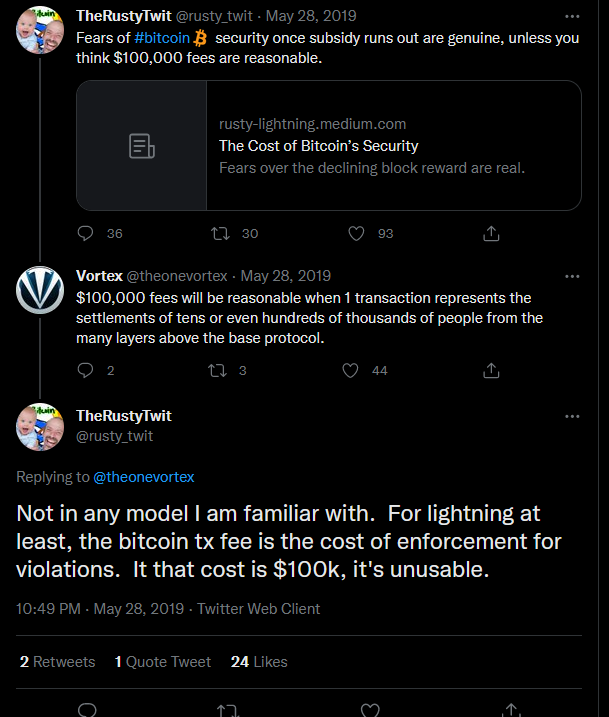 TheRustyTwit @rusty_twit · May 28, 2019
Fears of #bitcoin security once subsidy runs out are genuine, unless you
think $100,000 fees are reasonable.
rusty-lightning.medium.com
The Cost of Bitcoin's Security
Fears over the declining block reward are real.
36 30 93
Vortex @theonevortex · May 28, 2019
$100,000 fees will be reasonable when 1 transaction represents the
settlements of tens or even hundreds of thousands of people from the
many layers above the base protocol.
2 3 44
TheRustyTwit
@rusty_twit
Replying to @theonevortex
Not in any model I am familiar with. For lightning at
least, the bitcoin tx fee is the cost of enforcement for
violations. It that cost is $100k, it's unusable.
10:49 PM · May 28, 2019 · Twitter Web Client
2 Retweets 1 Quote Tweet 24 Likes